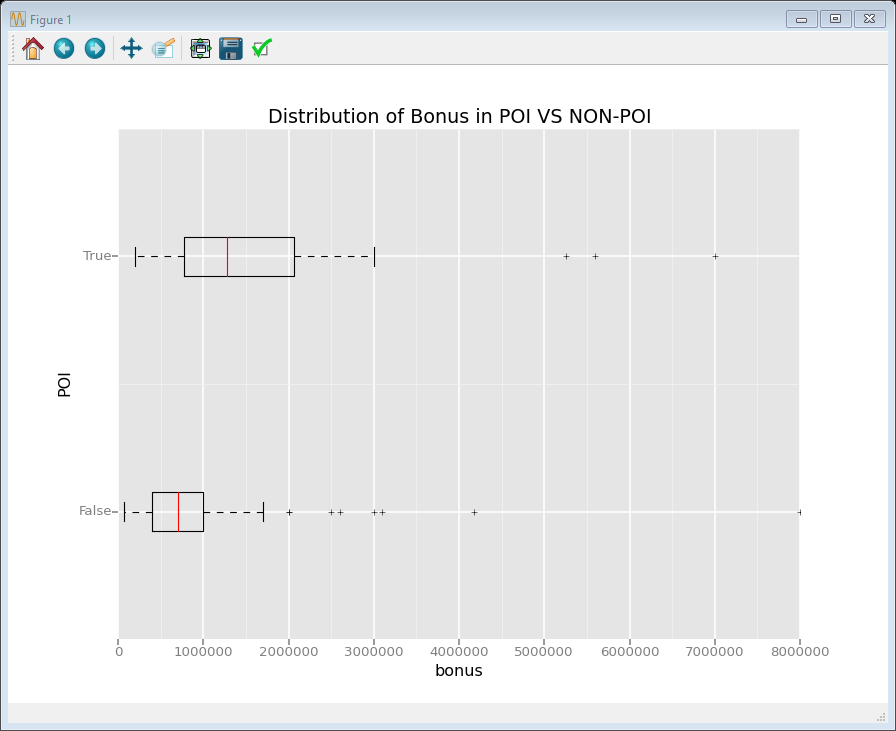 Figure 1
Distribution of Bonus in POI VS NON-POI
True
POI
False
0 1000000 2000000 3000000 4000000 5000000 6000000 7000000 8000000
bonus